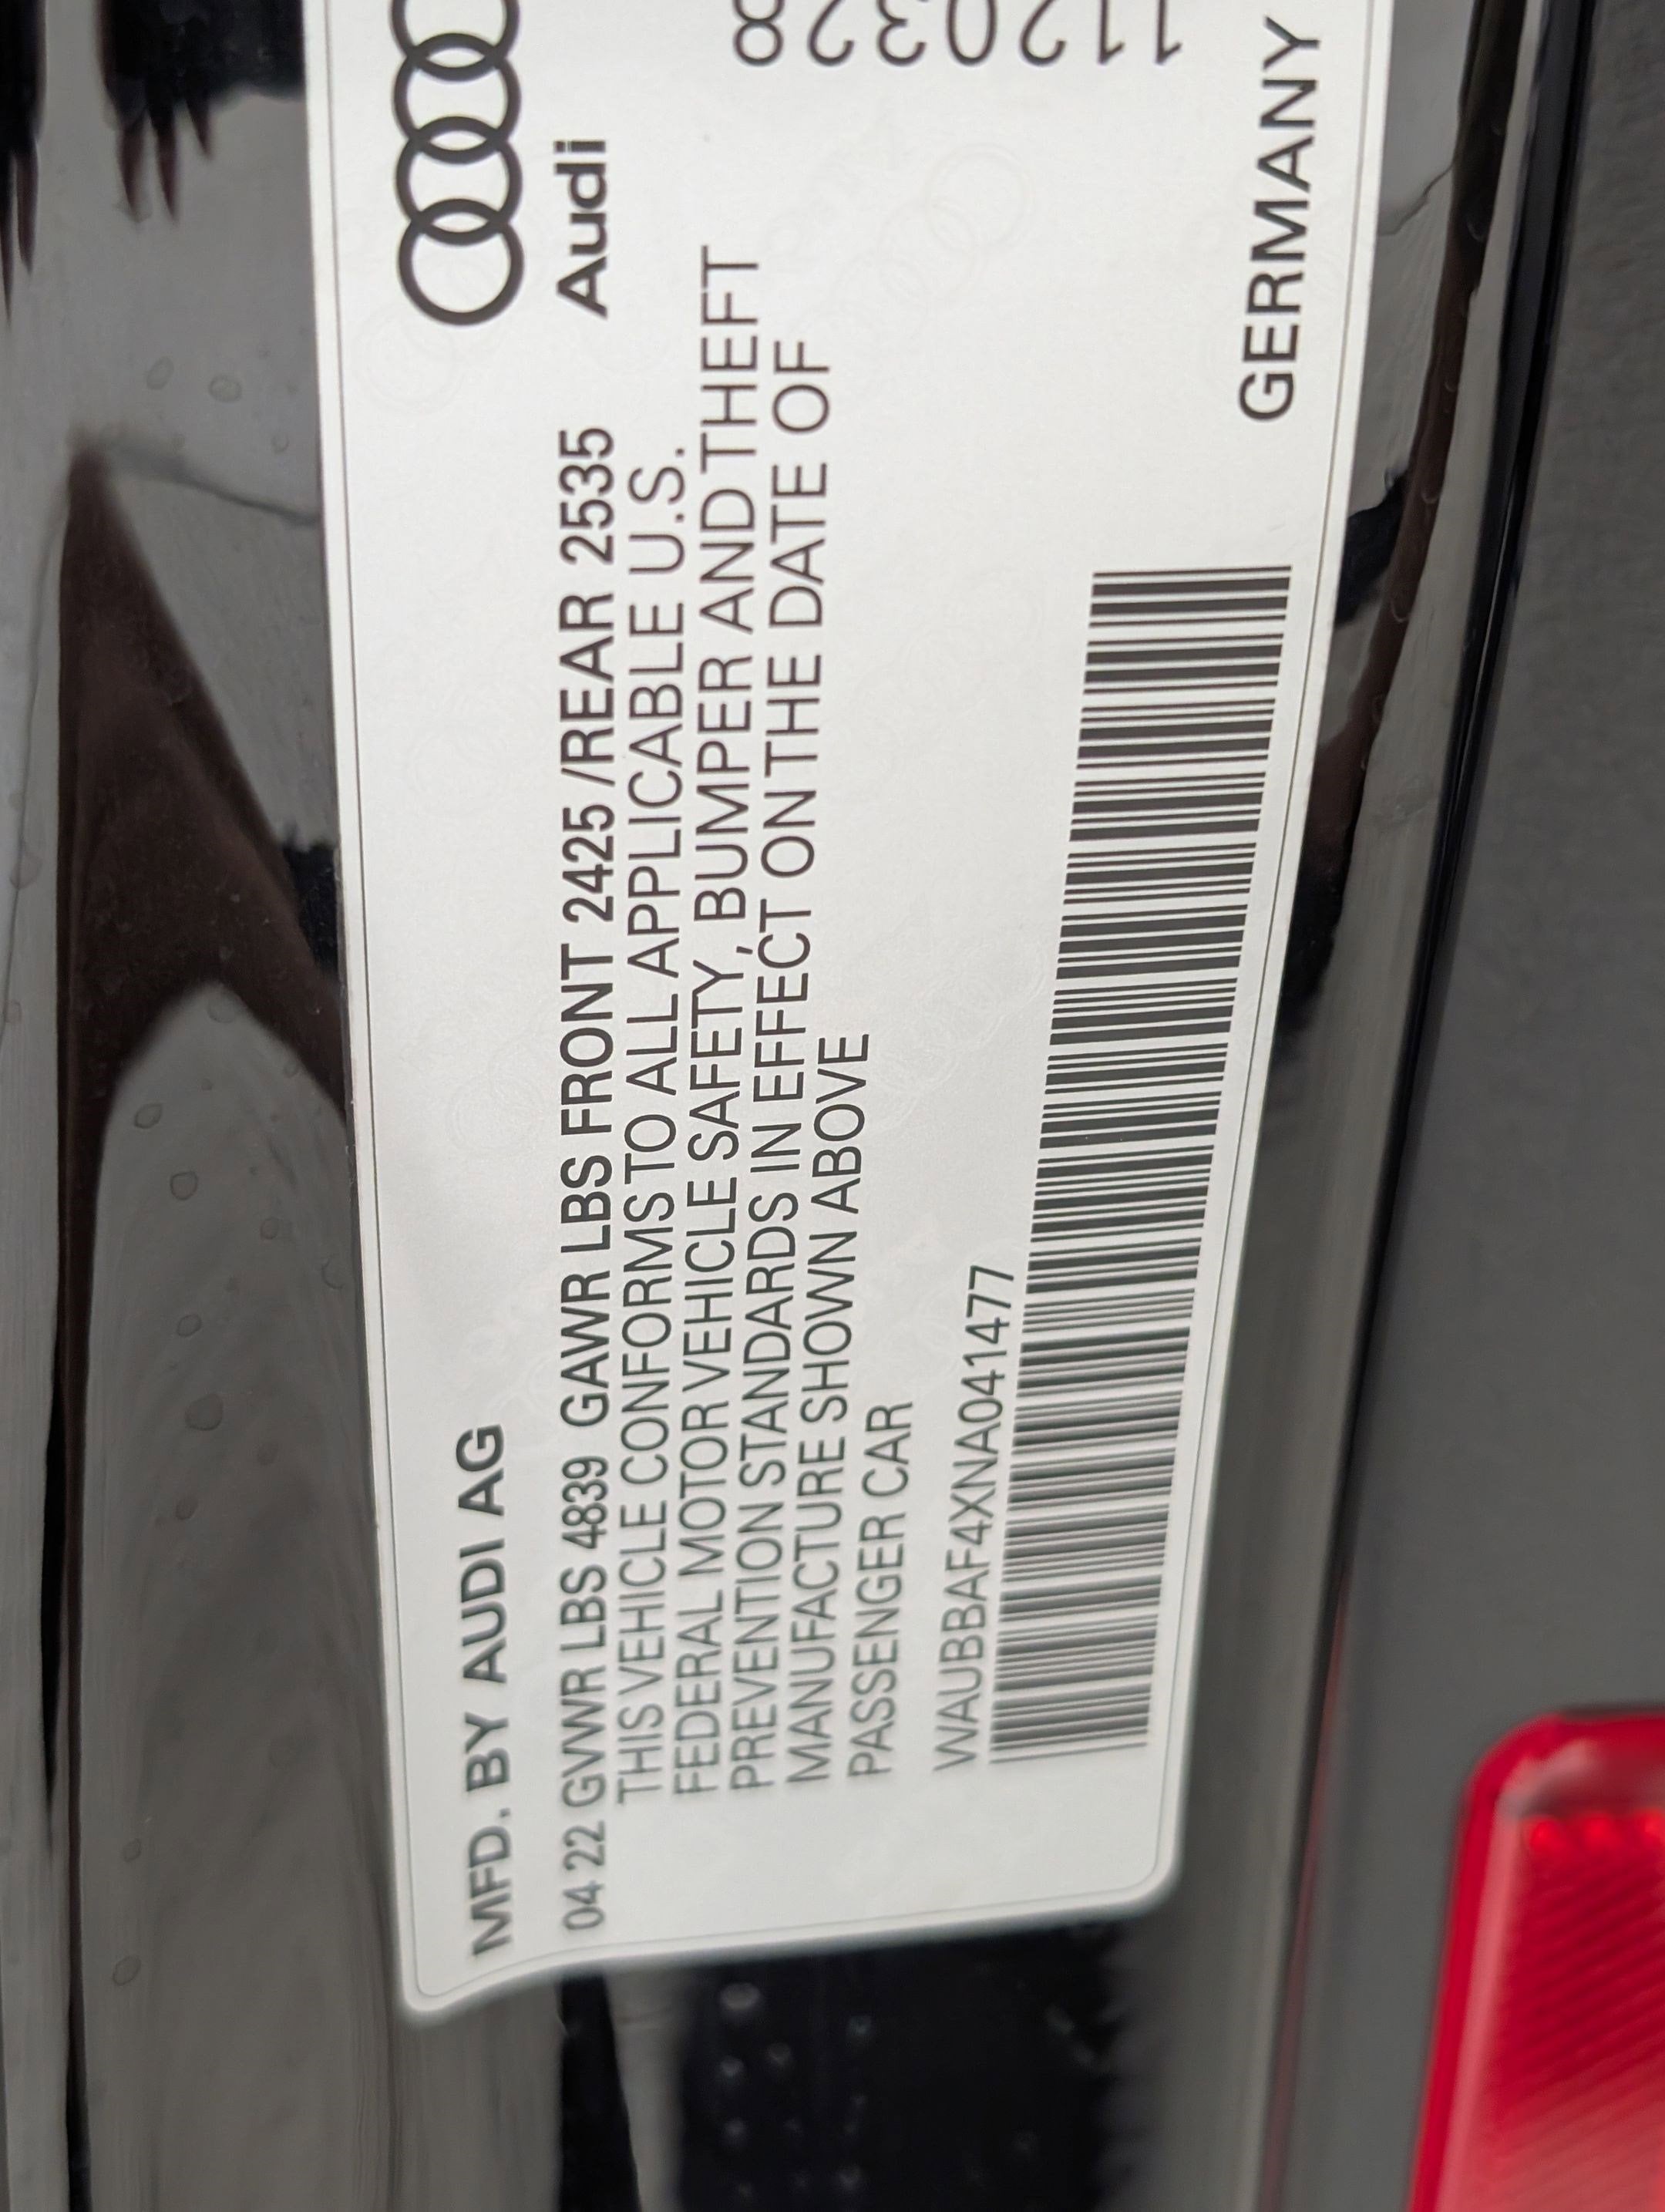 MFD. BY AUDI AG
Audi
04 22 GVWR LBS 4839 GAWR LBS FRONT 2425 /REAR 2535
THIS VEHICLE CONFORMS TO ALL APPLICABLE U.S.
FEDERAL MOTOR VEHICLE SAFETY, BUMPER AND THEFT
PREVENTION STANDARDS IN EFFECT ON THE DATE OF
MANUFACTURE SHOWN ABOVE
PASSENGER CAR
WAUBBAF4XNA041477
GERMANY